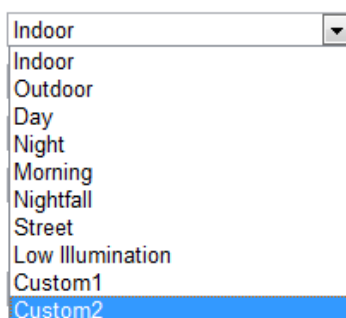 Indoor
Indoor
Outdoor
Day
Night
Morning
Nightfall
Street
Low Illumination
Custom1
Custom2